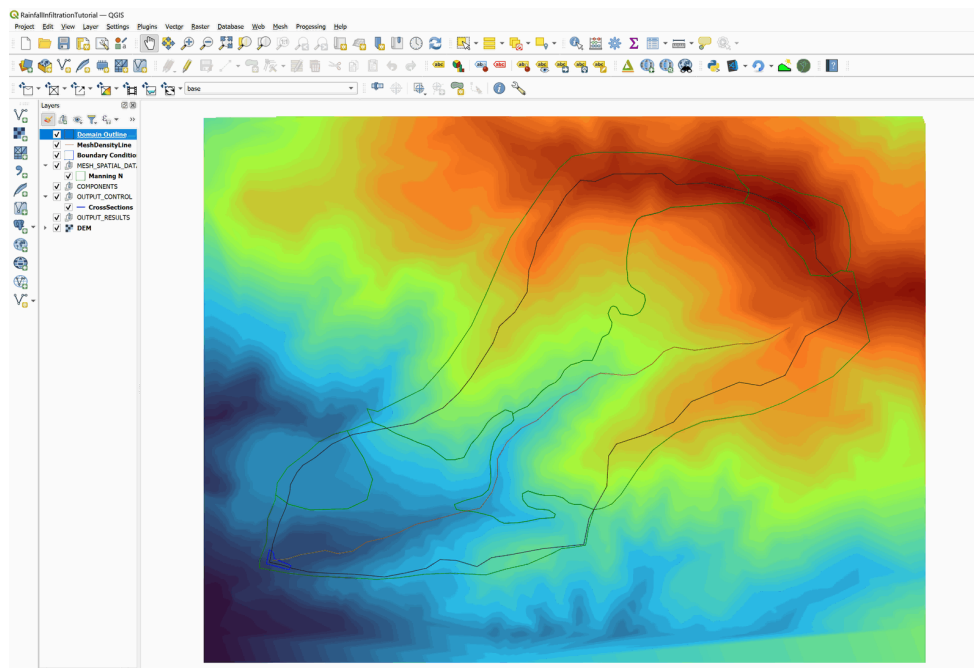 RainfallInfiltrationTutorial — QGIS
Project Edit View Layer Settings Plugins Vector Raster Database Web Mesh Processing Help
base
Layers
Domain Outline
MeshDensityLine
Boundary Conditio
MESH_SPATIAL_DAT
Manning N
COMPONENTS
OUTPUT_CONTROL
CrossSections
OUTPUT_RESULTS
DEM